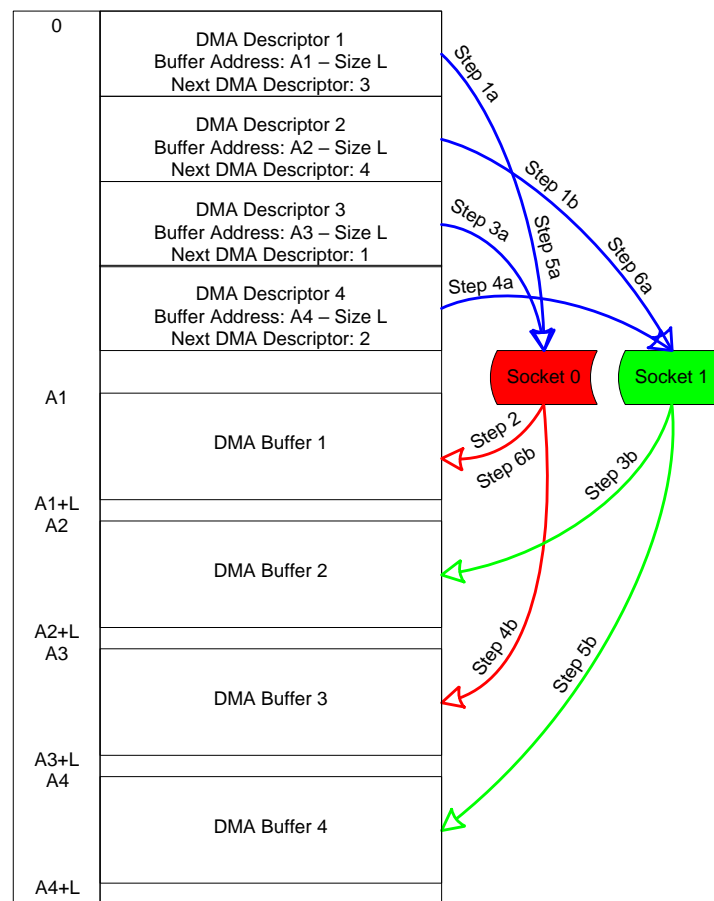 0
DMA Descriptor 1
Buffer Address: A1 – Size L
Next DMA Descriptor: 3
DMA Descriptor 2
Buffer Address: A2 – Size L
Next DMA Descriptor: 4
DMA Descriptor 3
Buffer Address: A3 – Size L
Next DMA Descriptor: 1
DMA Descriptor 4
Buffer Address: A4 – Size L
Next DMA Descriptor: 2
Step 1a
Step 1b
Step 3a
Step 5a
Step 6a
Step 4a
Socket 0
Socket 1
A1
DMA Buffer 1
Step 2
Step 6b
Step 3b
A1+L
A2
DMA Buffer 2
A2+L
A3
Step 4b
Step 5b
DMA Buffer 3
A3+L
A4
DMA Buffer 4
A4+L